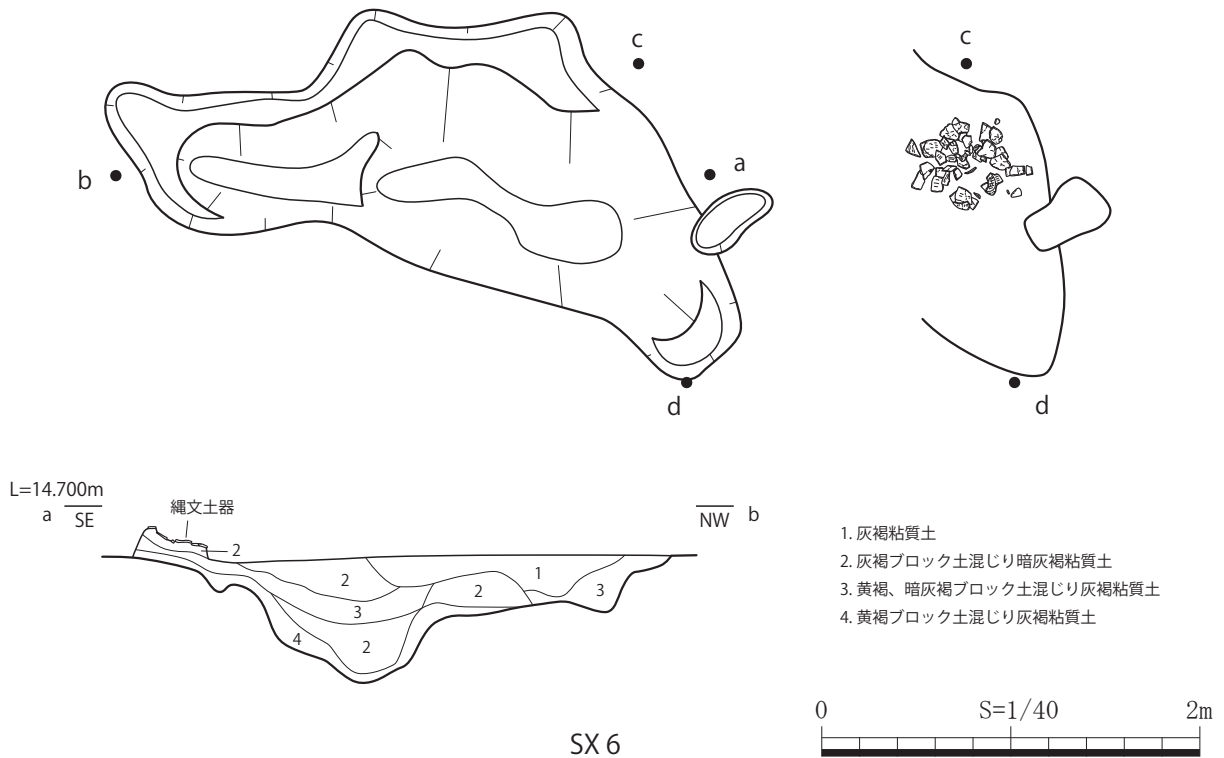 c
c
a
b
d
d
L=14.700m
a SE
縄文土器
NW b
2
1
2
2
3
3
4
2
1. 灰褐粘質土
2. 灰褐ブロック土混じり暗灰褐粘質土
3. 黄褐、暗灰褐ブロック土混じり灰褐粘質土
4. 黄褐ブロック土混じり灰褐粘質土
0 S=1/40 2m
SX 6